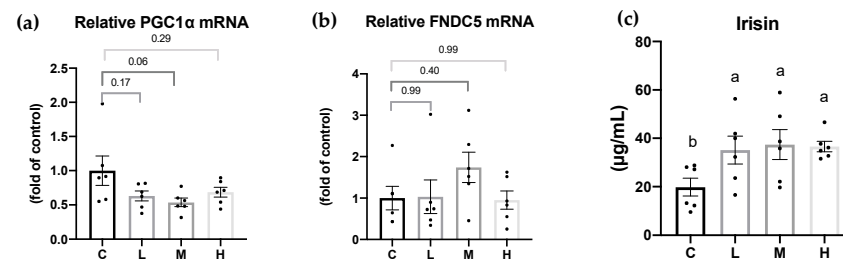 (a) Relative PGC1α mRNA
0.29
0.06
0.17
2.5
2.0
1.5
1.0
0.5
0.0
(fold of control)
C L M H
(b) Relative FNDC5 mRNA
0.99
0.40
0.99
4
3
2
1
0
(fold of control)
C L M H
(c) Irisin
80
60
40
20
0
(μg/mL)
b a a a
C L M H